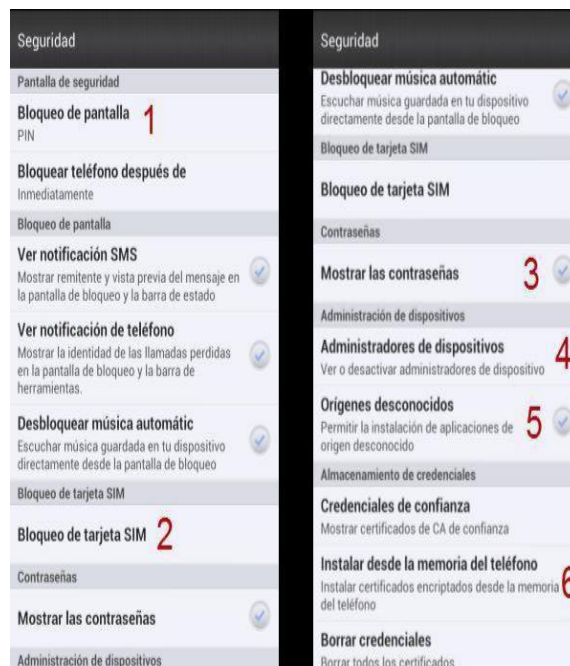 Seguridad
Pantalla de seguridad
Bloqueo de pantalla 1
PIN
Bloquear teléfono después de
Inmediatamente
Bloqueo de pantalla
Ver notificación SMS
Mostrar remitente y vista previa del mensaje en
la pantalla de bloqueo y la barra de estado
Ver notificación de teléfono
Mostrar la identidad de las llamadas perdidas
en la pantalla de bloqueo y la barra de
herramientas.
Desbloquear música automátic
Escuchar música guardada en tu dispositivo
directamente desde la pantalla de bloqueo
Bloqueo de tarjeta SIM
Bloqueo de tarjeta SIM 2
Contraseñas
Mostrar las contraseñas
Administración de dispositivos
Seguridad
Desbloquear música automátic
Escuchar música guardada en tu dispositivo
directamente desde la pantalla de bloqueo
Bloqueo de tarjeta SIM
Bloqueo de tarjeta SIM
Contraseñas
Mostrar las contraseñas 3
Administración de dispositivos
Administradores de dispositivos 4
Ver o desactivar administradores de dispositivo
Orígenes desconocidos 5
Permitir la instalación de aplicaciones de
origen desconocido
Almacenamiento de credenciales
Credenciales de confianza
Mostrar certificados de CA de confianza
Instalar desde la memoria del teléfono 6
Instalar certificados encriptados desde la memoria
del teléfono
Borrar credenciales
Borrar todos los certificados